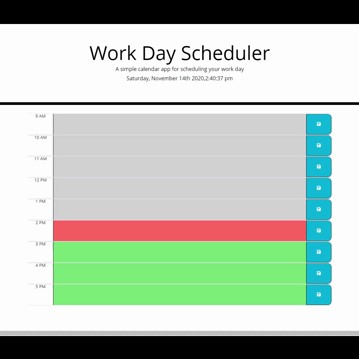 Work Day Scheduler
A simple calendar app for scheduling your work day
Saturday, November 14th 2020,2:40:37 pm
9 AM
10 AM
11 AM
12 PM
1 PM
2 PM
3 PM
4 PM
5 PM